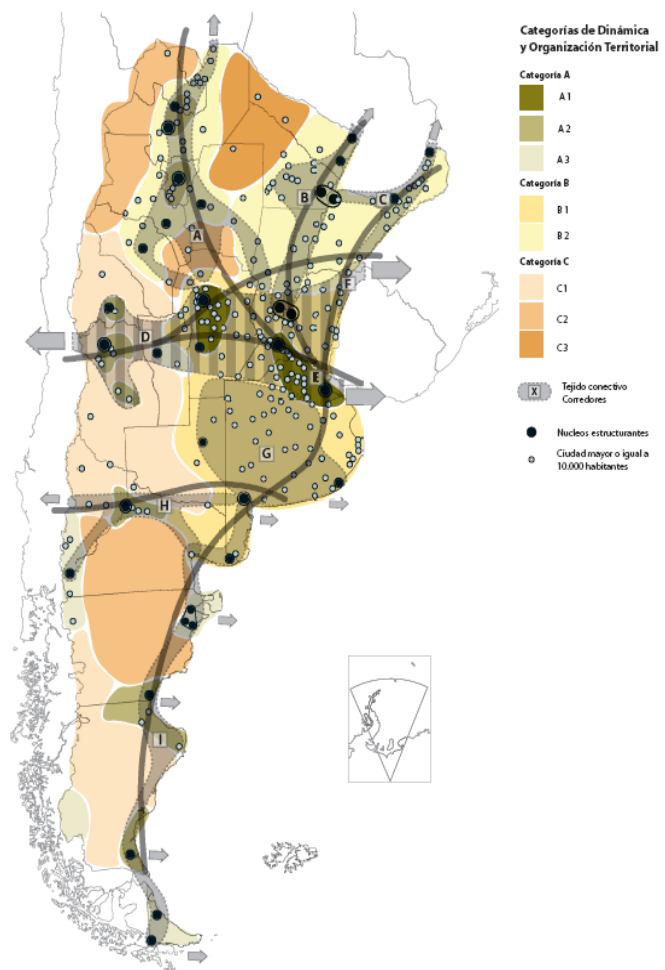 Categorías de Dinámica
y Organización Territorial
Categoría A
A 1
A 2
A 3
Categoría B
B 1
B 2
Categoría C
C1
C2
C3
X
Tejido conectivo
Corredores
Nucleos estructurantes
Ciudad mayor o igual a
10.000 habitantes
B
C
A
F
D
E
G
H
I